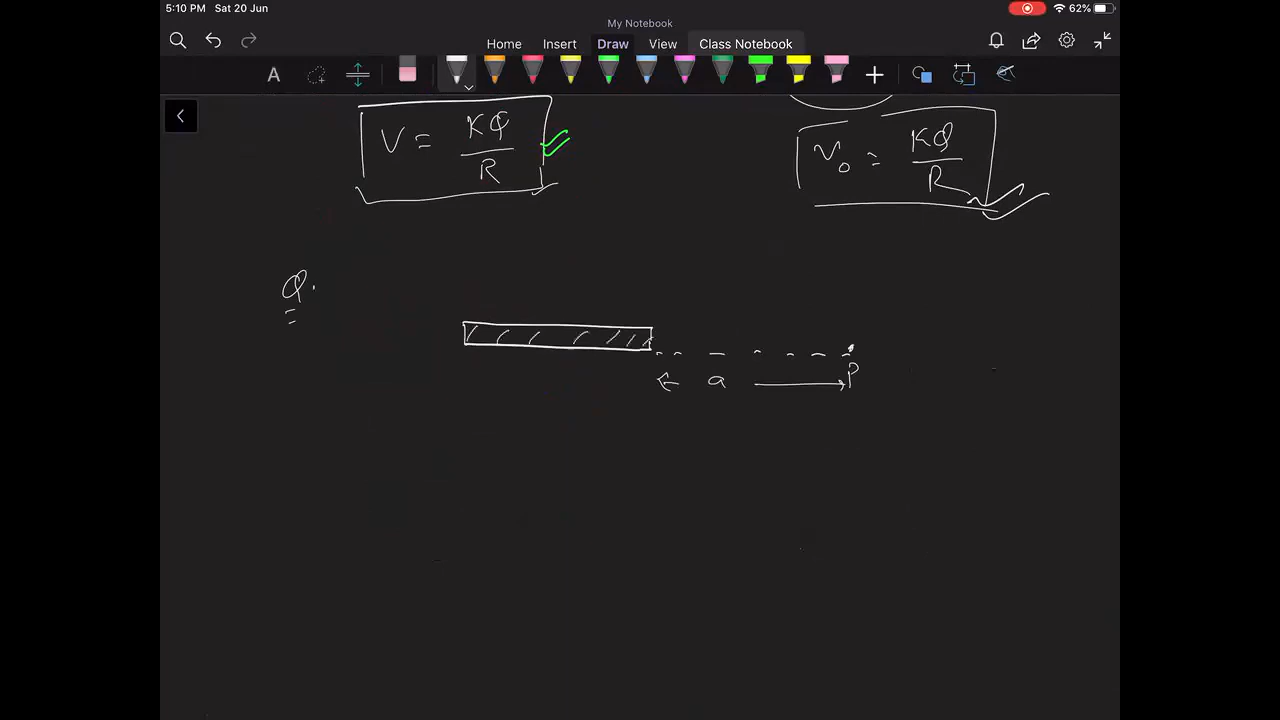 5:10 PM Sat 20 Jun
62%
My Notebook
Home Insert Draw View Class Notebook
A
V = KQ/R
V₀ = KQ/R
Q.
a
P